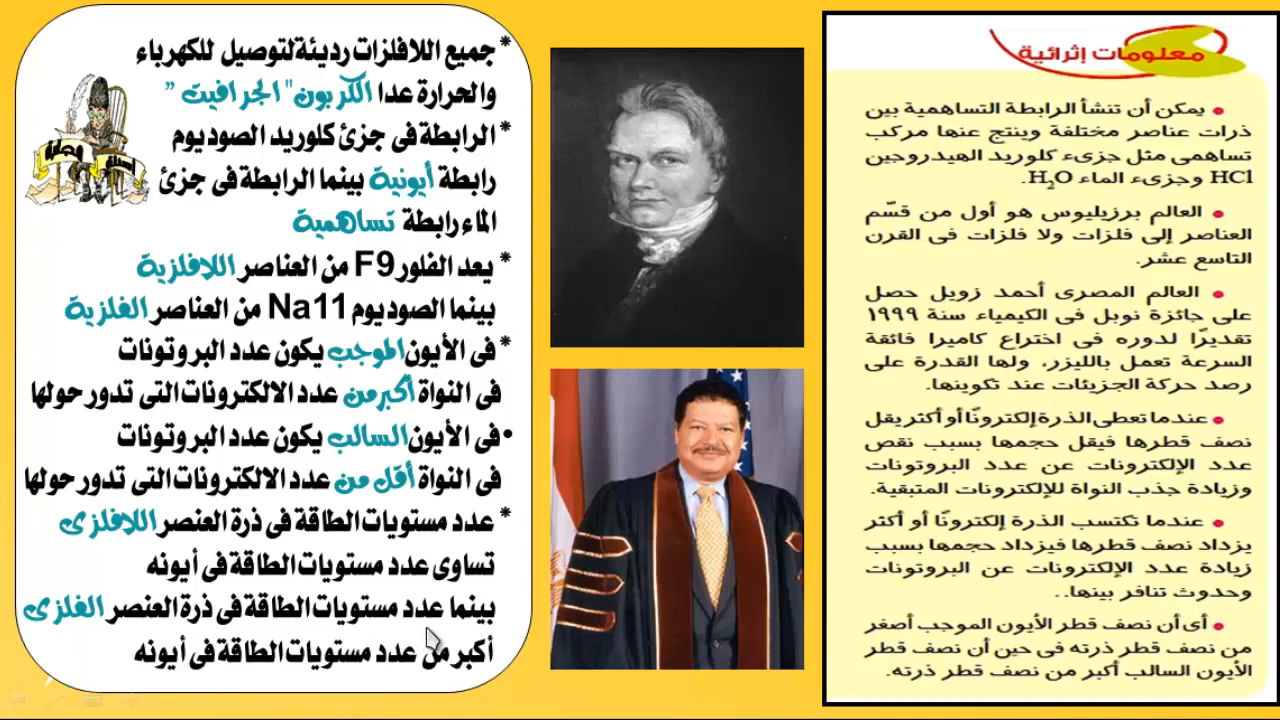 معلومات إثرائية
• يمكن أن تنشأ الرابطة التساهمية بين
ذرات عناصر مختلفة وينتج عنها مركب
تساهمى مثل جزىء كلوريد الهيدروجين
HCl وجزىء الماء H₂O.
• العالم برزيليوس هو أول من قسّم
العناصر إلى فلزات ولا فلزات فى القرن
التاسع عشر.
• العالم المصرى أحمد زويل حصل
على جائزة نوبل فى الكيمياء سنة ١٩٩٩
تقديرًا لدوره فى اختراع كاميرا فائقة
السرعة تعمل بالليزر، ولها القدرة على
رصد حركة الجزيئات عند تكوينها.
• عندما تعطى الذرة إلكترونًا أو أكثر يقل
نصف قطرها فيقل حجمها بسبب نقص
عدد الإلكترونات عن عدد البروتونات
وزيادة جذب النواة للإلكترونات المتبقية.
• عندما تكتسب الذرة إلكترونًا أو أكثر
يزداد نصف قطرها فيزداد حجمها بسبب
زيادة عدد الإلكترونات عن البروتونات
وحدوث تنافر بينها..
• أى أن نصف قطر الأيون الموجب أصغر
من نصف قطر ذرته فى حين أن نصف قطر
الأيون السالب أكبر من نصف قطر ذرته.
* جميع اللافلزات رديئة لتوصيل للكهرباء
والحرارة عدا الكربون "الجرافيت"
* الرابطة فى جزئ كلوريد الصوديوم
رابطة أيونية بينما الرابطة فى جزئ
الماء رابطة تساهمية
* يعد الفلور F9 من العناصر اللافلزية
بينما الصوديوم Na11 من العناصر الفلزية
* فى الأيون الموجب يكون عدد البروتونات
فى النواة أكبر من عدد الالكترونات التى تدور حولها
• فى الأيون السالب يكون عدد البروتونات
فى النواة أقل من عدد الالكترونات التى تدور حولها
* عدد مستويات الطاقة فى ذرة العنصر اللافلزى
تساوى عدد مستويات الطاقة فى أيونه
بينما عدد مستويات الطاقة فى ذرة العنصر الفلزى
أكبر من عدد مستويات الطاقة فى أيونه